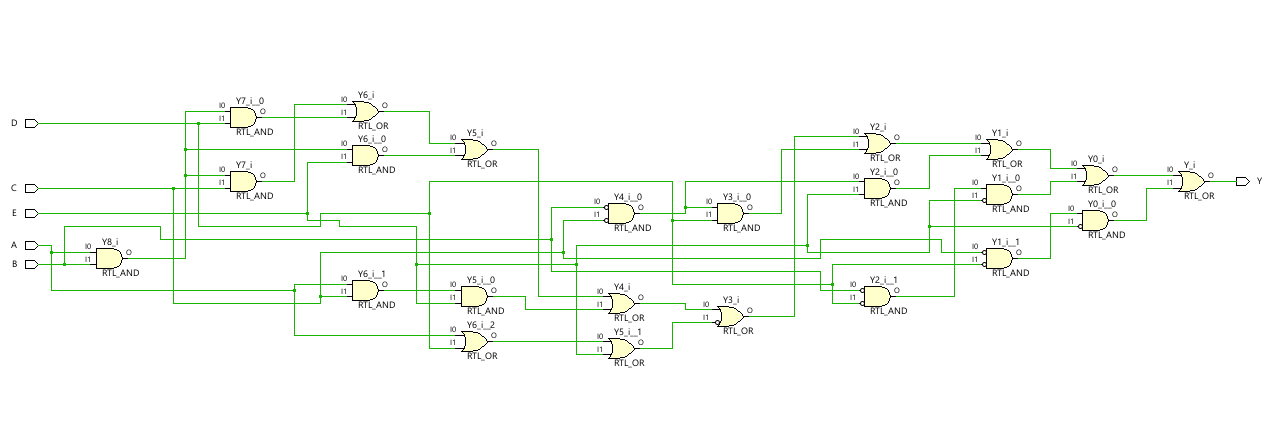 D
C
E
A
B
I0
I1
Y8_i
O
RTL_AND
I0
I1
Y7_i__0
O
RTL_AND
I0
I1
Y7_i
O
RTL_AND
I0
I1
Y6_i
O
RTL_OR
I0
I1
Y6_i__0
O
RTL_AND
I0
I1
Y6_i__1
O
RTL_AND
I0
I1
Y5_i
O
RTL_OR
I0
I1
Y5_i__0
O
RTL_AND
I0
I1
Y6_i__2
O
RTL_OR
I0
I1
Y4_i__0
O
RTL_AND
I0
I1
Y4_i
O
RTL_OR
I0
I1
Y5_i__1
O
RTL_OR
I0
I1
Y3_i__0
O
RTL_AND
I0
I1
Y3_i
O
RTL_OR
I0
I1
Y2_i
O
RTL_OR
I0
I1
Y2_i__0
O
RTL_AND
I0
I1
Y2_i__1
O
RTL_AND
I0
I1
Y1_i
O
RTL_OR
I0
I1
Y1_i__0
O
RTL_AND
I0
I1
Y1_i__1
O
RTL_AND
I0
I1
Y0_i
O
RTL_OR
I0
I1
Y0_i__0
O
RTL_AND
I0
I1
Y_i
O
RTL_OR
Y